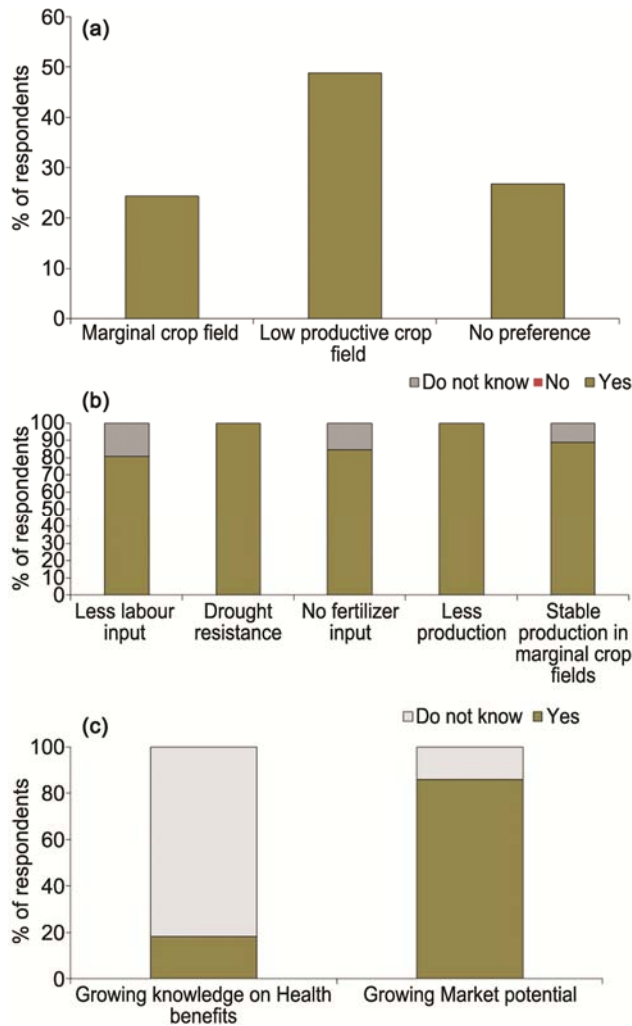 (a)
% of respondents
60
50
40
30
20
10
0
Marginal crop field
Low productive crop
field
No preference
Do not know No Yes
(b)
% of respondents
100
90
80
70
60
50
40
30
20
10
0
Less labour
input
Drought
resistance
No fertilizer
input
Less
production
Stable
production in
marginal crop
fields
Do not know Yes
(c)
% of respondents
100
80
60
40
20
0
Growing knowledge on Health
benefits
Growing Market potential